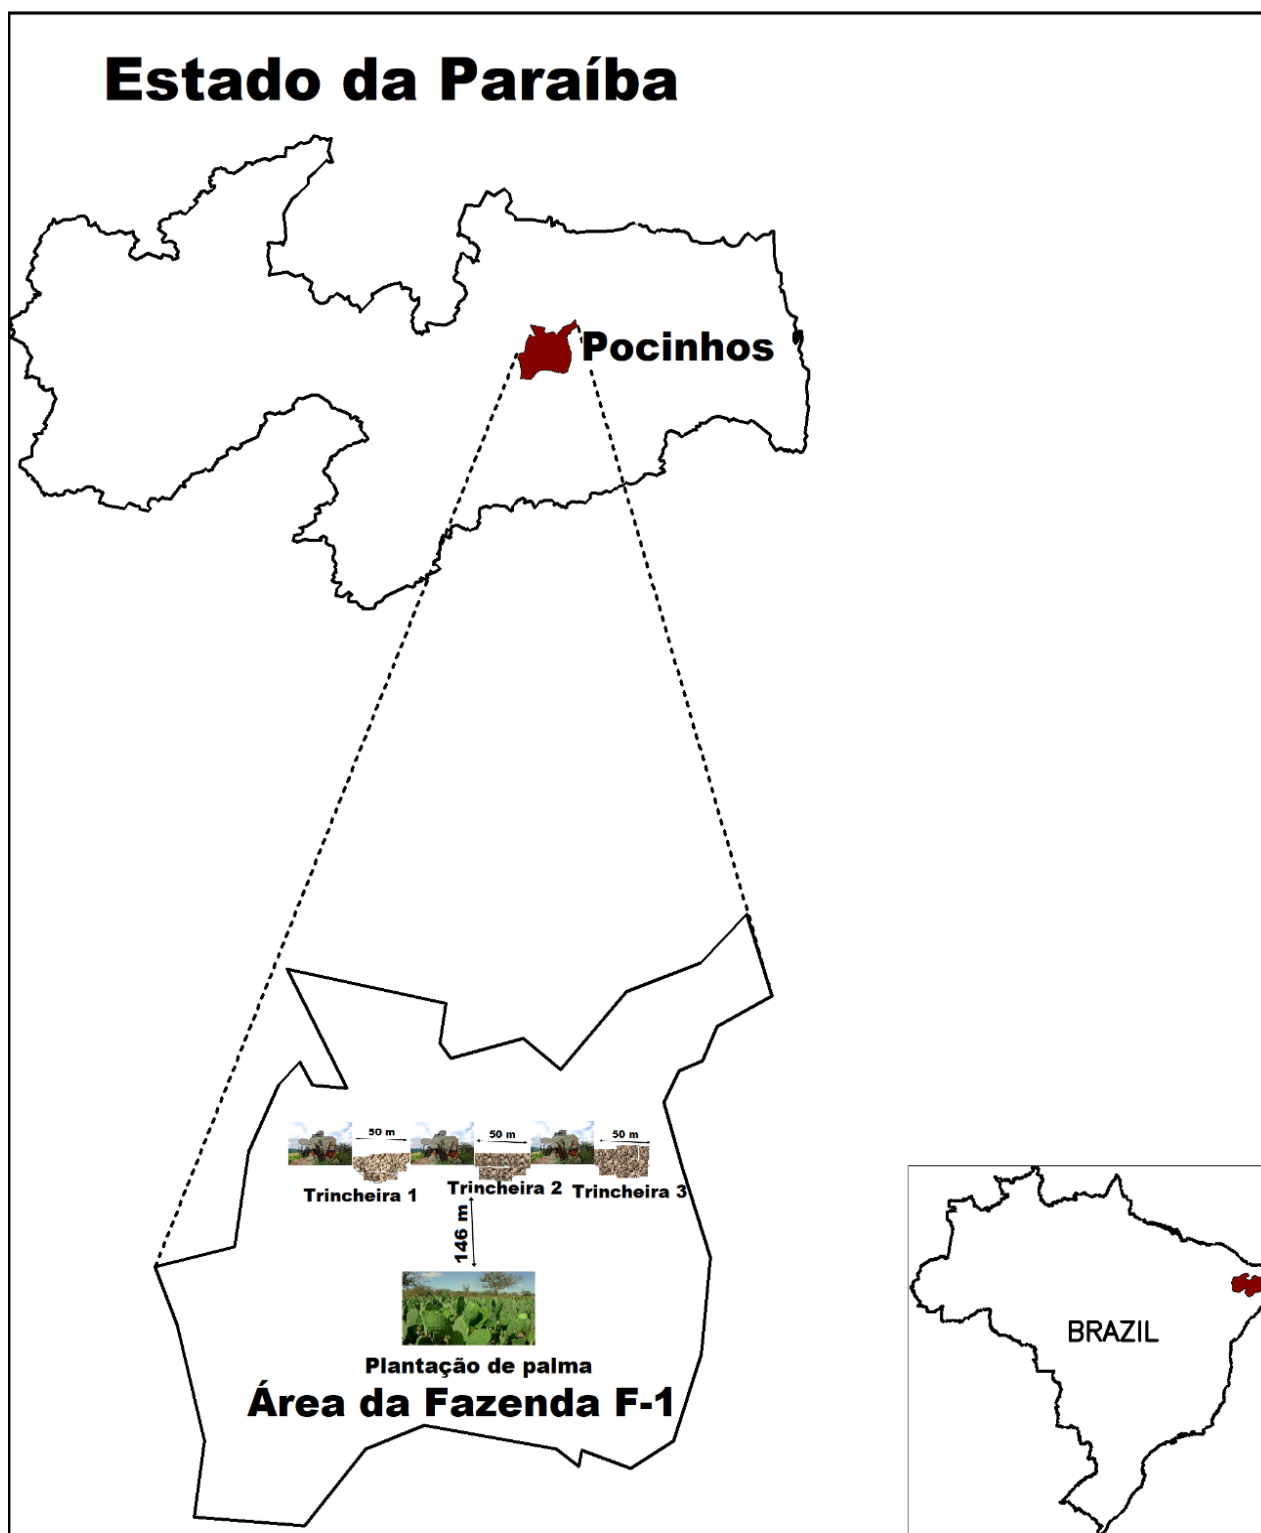 Estado da Paraíba
Pocinhos
50 m
50 m
50 m
Trincheira 1
Trincheira 2
Trincheira 3
146 m
Plantação de palma
Área da Fazenda F-1
BRAZIL